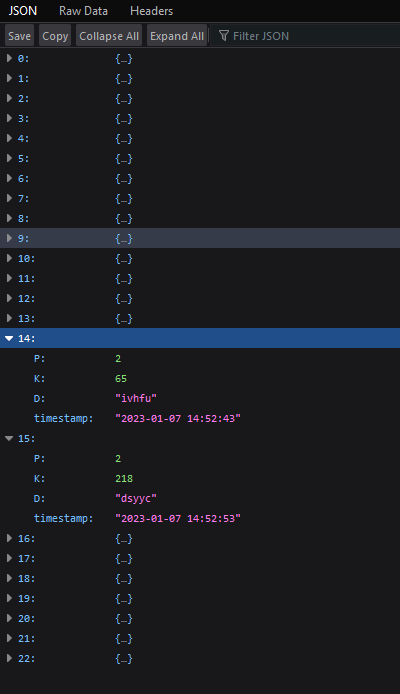 JSON Raw Data Headers
Save Copy Collapse All Expand All Filter JSON
0: {…}
1: {…}
2: {…}
3: {…}
4: {…}
5: {…}
6: {…}
7: {…}
8: {…}
9: {…}
10: {…}
11: {…}
12: {…}
13: {…}
14:
P: 2
K: 65
D: "ivhfu"
timestamp: "2023-01-07 14:52:43"
15:
P: 2
K: 218
D: "dsyyc"
timestamp: "2023-01-07 14:52:53"
16: {…}
17: {…}
18: {…}
19: {…}
20: {…}
21: {…}
22: {…}